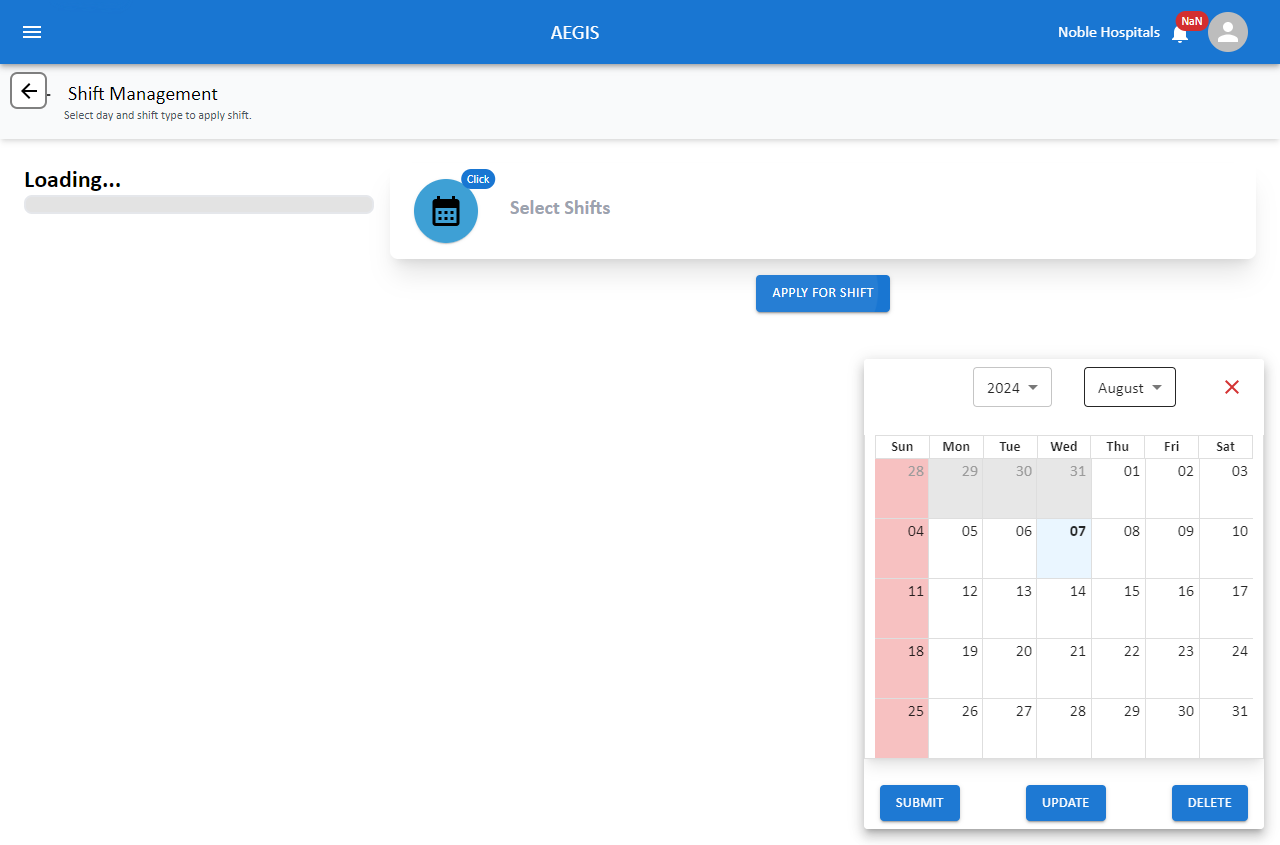 AEGIS
Noble Hospitals
NaN
Shift Management
Select day and shift type to apply shift.
Loading...
Click
Select Shifts
APPLY FOR SHIFT
2024
August
Sun Mon Tue Wed Thu Fri Sat
28 29 30 31 01 02 03
04 05 06 07 08 09 10
11 12 13 14 15 16 17
18 19 20 21 22 23 24
25 26 27 28 29 30 31
SUBMIT
UPDATE
DELETE